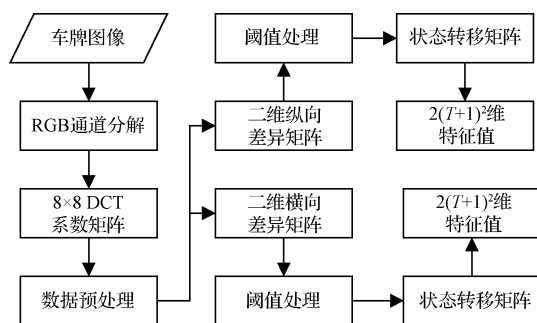 车牌图像
RGB通道分解
8×8 DCT
系数矩阵
数据预处理
阈值处理
状态转移矩阵
二维纵向
差异矩阵
2(T+1)²维
特征值
二维横向
差异矩阵
2(T+1)²维
特征值
阈值处理
状态转移矩阵